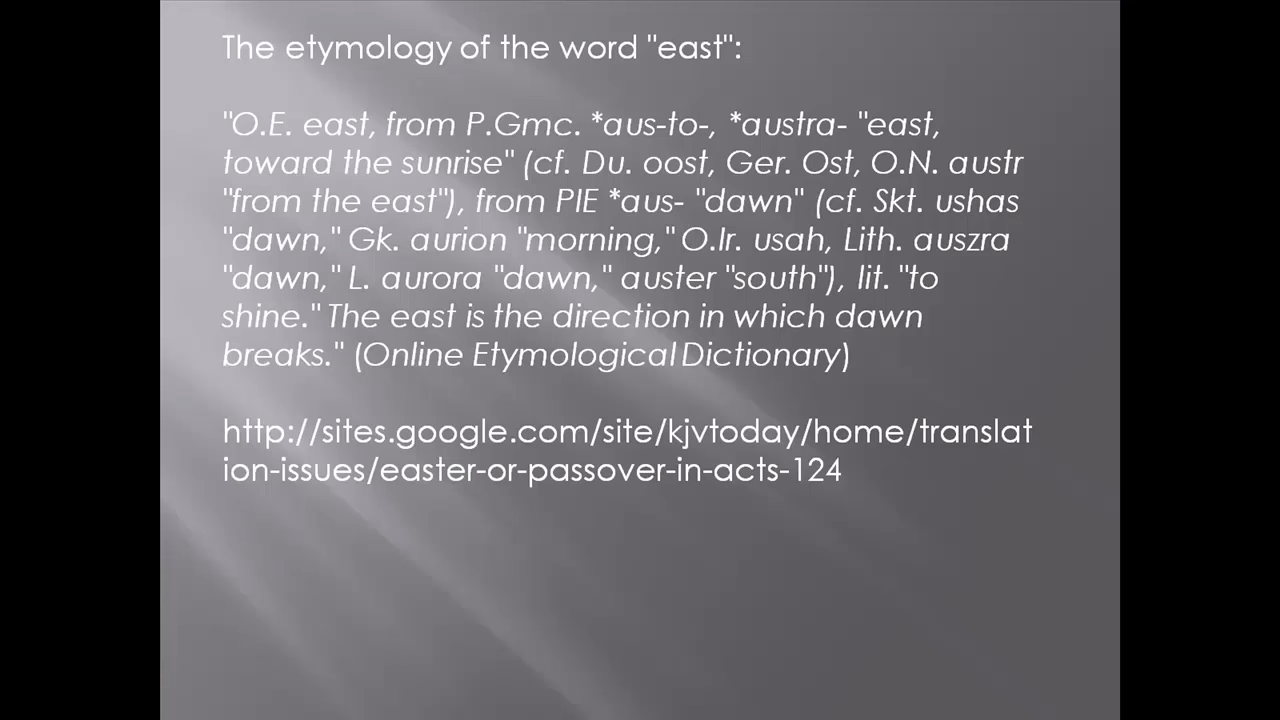 The etymology of the word "east":
"O.E. east, from P.Gmc. *aus-to-, *austra- "east,
toward the sunrise" (cf. Du. oost, Ger. Ost, O.N. austr
"from the east"), from PIE *aus- "dawn" (cf. Skt. ushas
"dawn," Gk. aurion "morning," O.Ir. usah, Lith. auszra
"dawn," L. aurora "dawn," auster "south"), lit. "to
shine." The east is the direction in which dawn
breaks." (Online Etymological Dictionary)
http://sites.google.com/site/kjvtoday/home/translat
ion-issues/easter-or-passover-in-acts-124